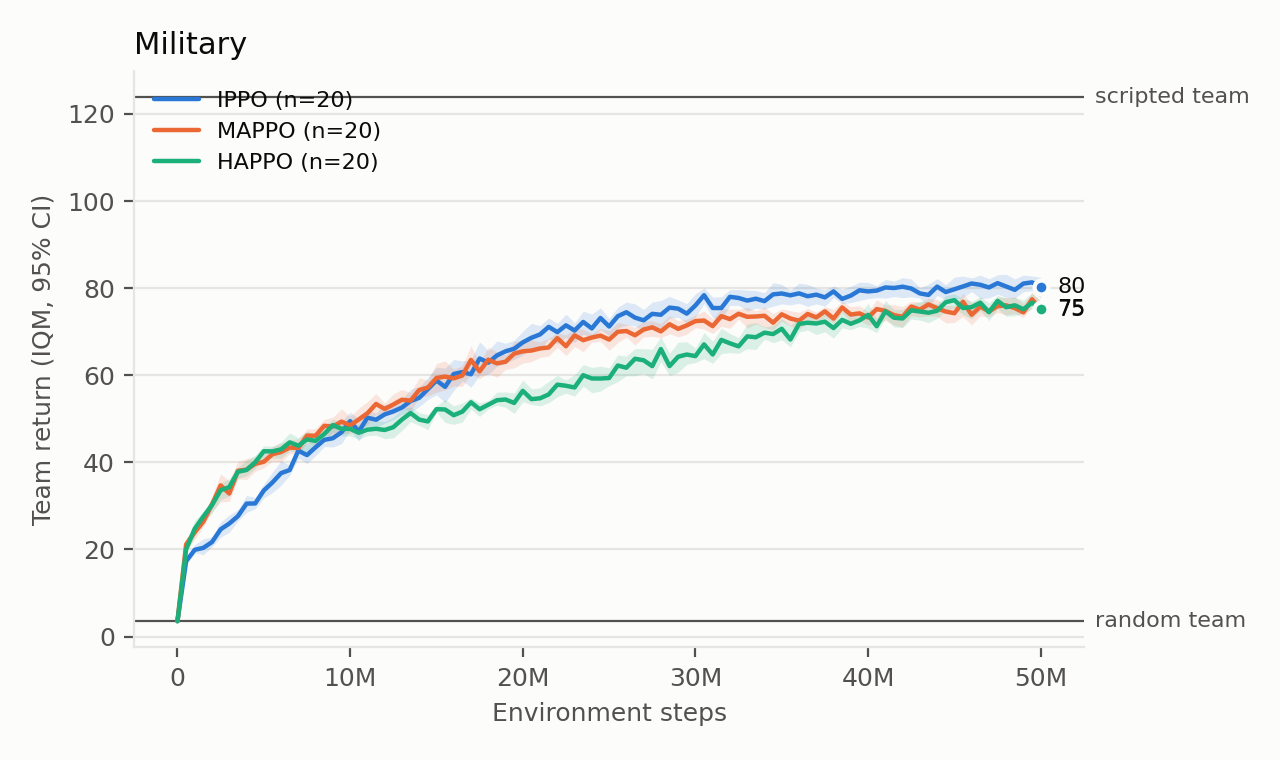 Military
IPPO (n=20)
MAPPO (n=20)
HAPPO (n=20)
scripted team
random team
Team return (IQM, 95% CI)
120
100
80
60
40
20
0
80
75
0 10M 20M 30M 40M 50M
Environment steps